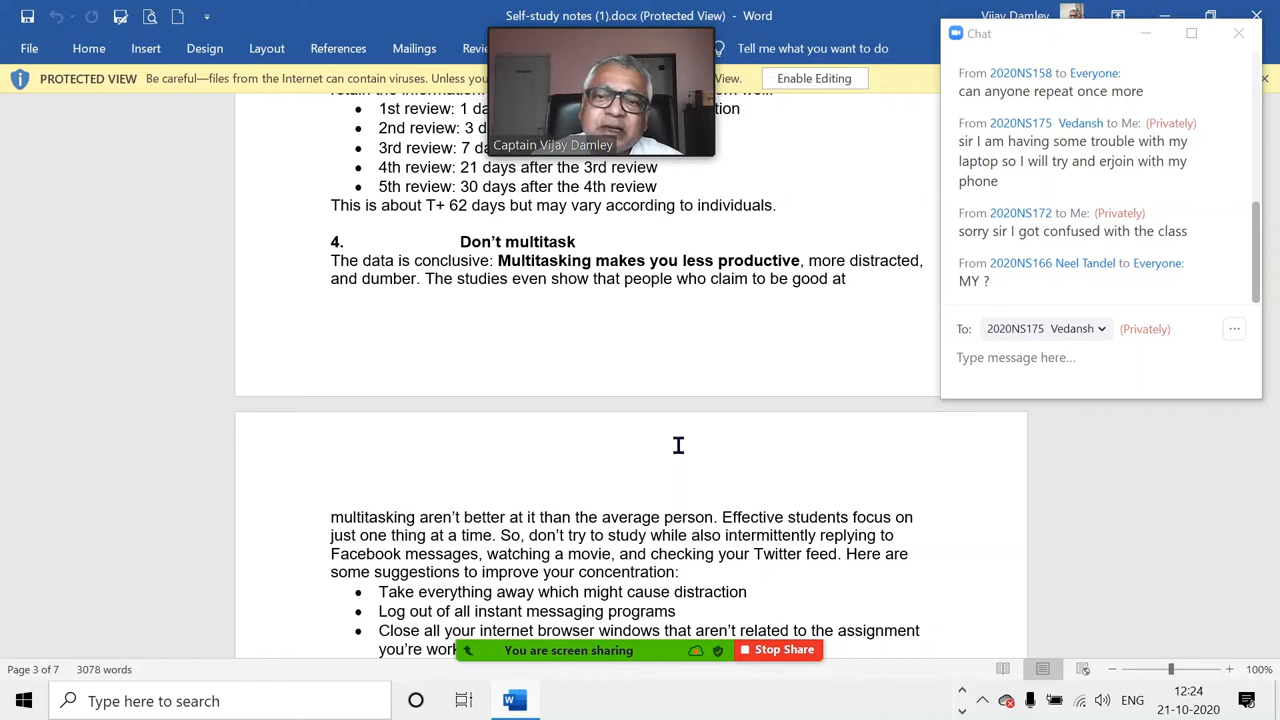 Self-study notes (1).docx (Protected View) - Word
File Home Insert Design Layout References Mailings Tell me what you want to do
PROTECTED VIEW Be careful—files from the Internet can contain viruses. Unless you View. Enable Editing
1st review: 1 da tion
2nd review: 3 d
3rd review: 7 da
4th review: 21 days after the 3rd review
5th review: 30 days after the 4th review
This is about T+ 62 days but may vary according to individuals.
4. Don’t multitask
The data is conclusive: Multitasking makes you less productive, more distracted,
and dumber. The studies even show that people who claim to be good at
multitasking aren’t better at it than the average person. Effective students focus on
just one thing at a time. So, don’t try to study while also intermittently replying to
Facebook messages, watching a movie, and checking your Twitter feed. Here are
some suggestions to improve your concentration:
Take everything away which might cause distraction
Log out of all instant messaging programs
Close all your internet browser windows that aren’t related to the assignment
you’re work
Captain Vijay Damley
Chat
From 2020NS158 to Everyone:
can anyone repeat once more
From 2020NS175 Vedansh to Me: (Privately)
sir I am having some trouble with my
laptop so I will try and erjoin with my
phone
From 2020NS172 to Me: (Privately)
sorry sir I got confused with the class
From 2020NS166 Neel Tandel to Everyone:
MY ?
To: 2020NS175 Vedansh (Privately)
Type message here...
You are screen sharing Stop Share
Page 3 of 7 3078 words 100%
Type here to search
ENG
12:24
21-10-2020